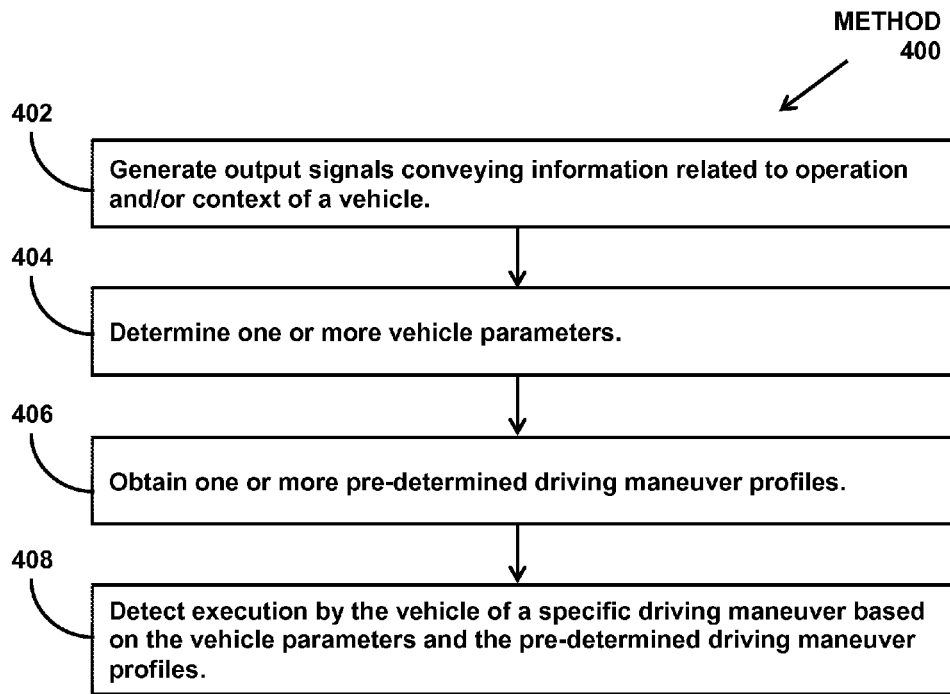 METHOD
400
402
Generate output signals conveying information related to operation
and/or context of a vehicle.
404
Determine one or more vehicle parameters.
406
Obtain one or more pre-determined driving maneuver profiles.
408
Detect execution by the vehicle of a specific driving maneuver based
on the vehicle parameters and the pre-determined driving maneuver
profiles.